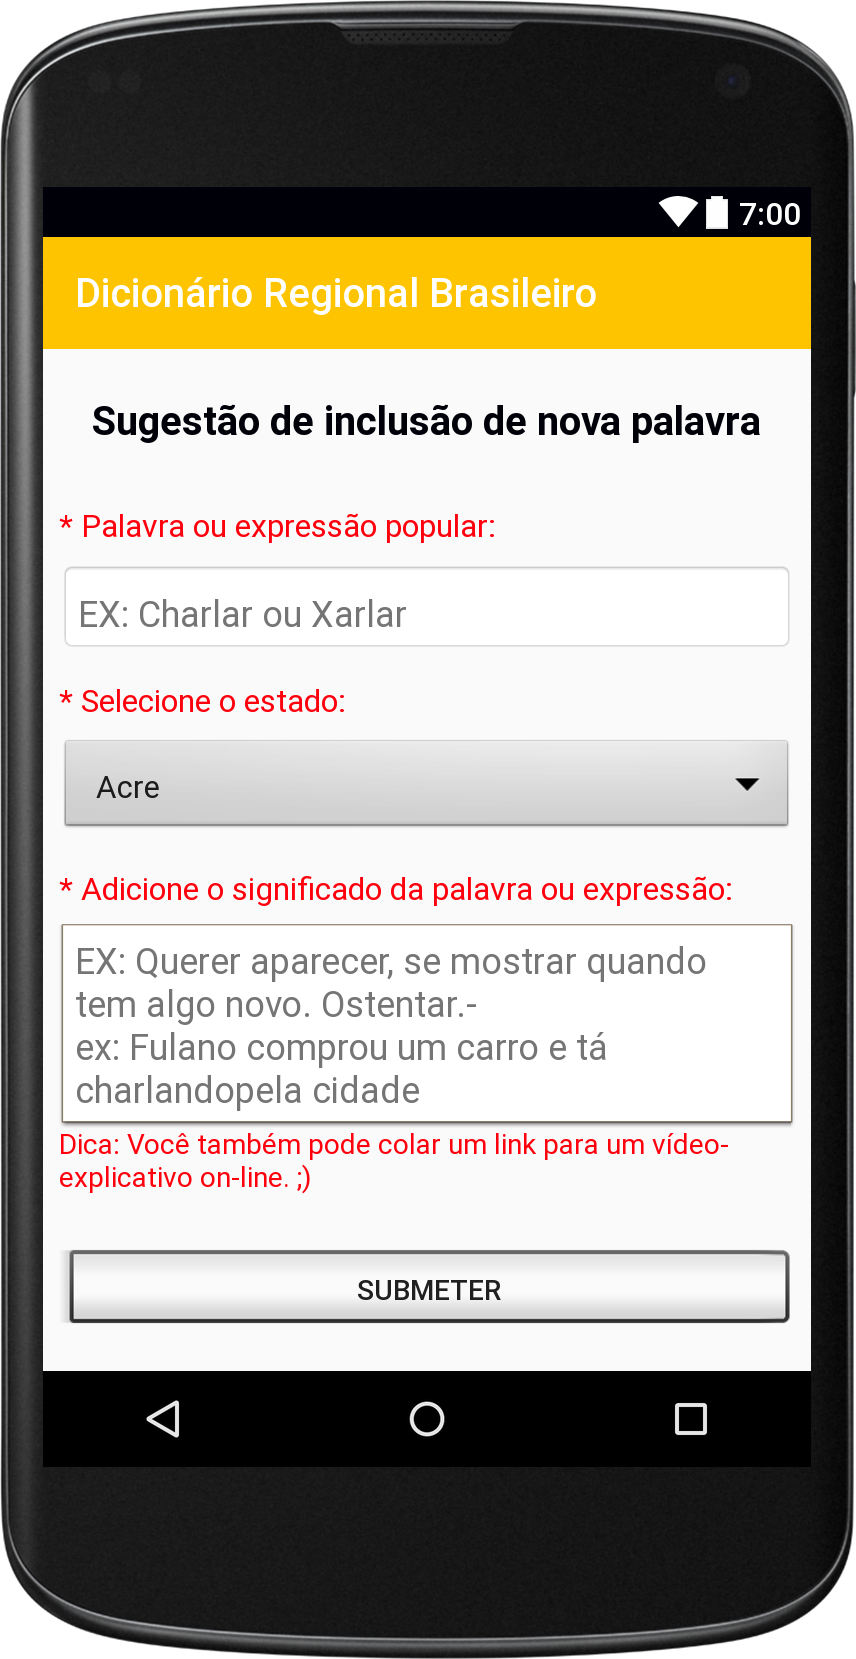 7:00
Dicionário Regional Brasileiro
Sugestão de inclusão de nova palavra
* Palavra ou expressão popular:
EX: Charlar ou Xarlar
* Selecione o estado:
Acre
* Adicione o significado da palavra ou expressão:
EX: Querer aparecer, se mostrar quando
tem algo novo. Ostentar.-
ex: Fulano comprou um carro e tá
charlandopela cidade
Dica: Você também pode colar um link para um vídeo-
explicativo on-line. ;)
SUBMETER